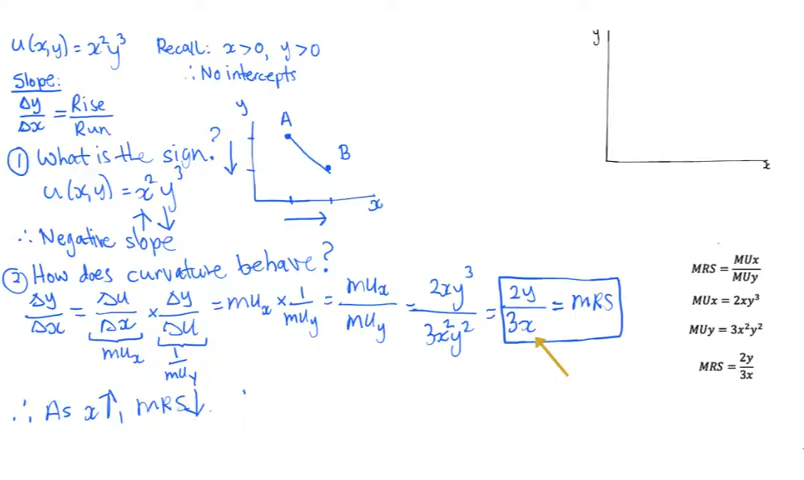 u(x,y) = x²y³ Recall: x>0, y>0
∴ No intercepts
Slope:
Δy/Δx = Rise/Run
① What is the sign?
u(x,y) = x²y³
↑ ↓
∴ Negative slope
y
A
B
x
② How does curvature behave?
Δy/Δx = Δu/Δx × Δy/Δu = MUx × 1/MUy = MUx/MUy = 2xy³/3x²y² = 2y/3x = MRS
MUx
1/MUy
∴ As x↑, MRS↓
y
x
MRS = MUx/MUy
MUx = 2xy³
MUy = 3x²y²
MRS = 2y/3x